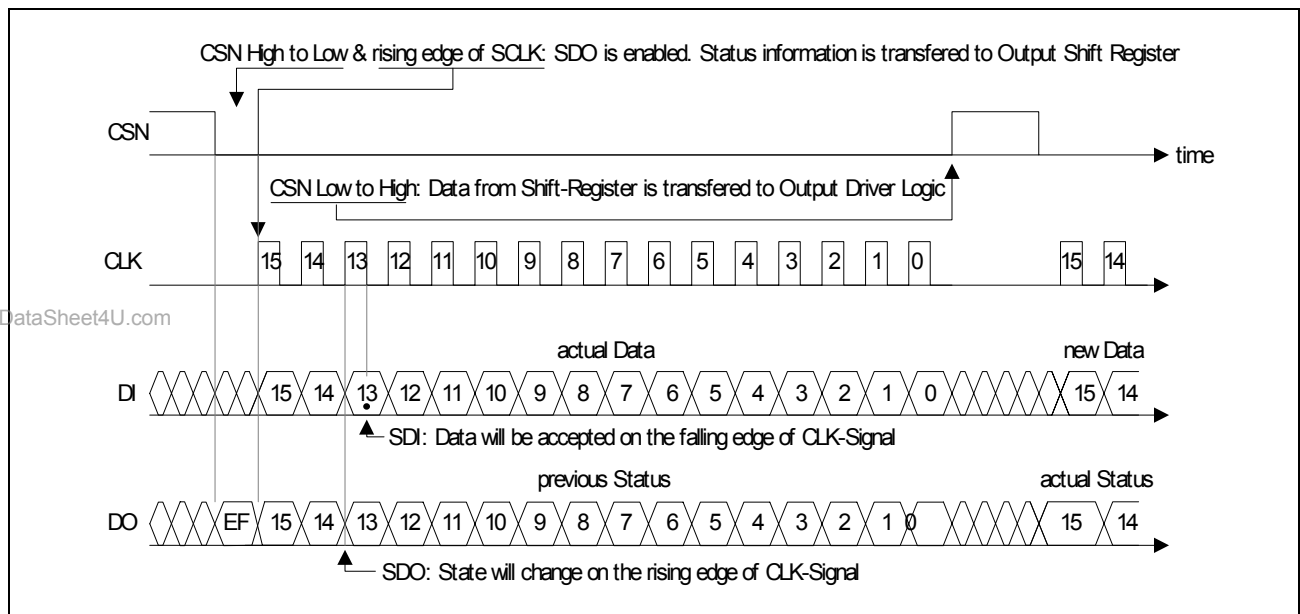 CSN High to Low & rising edge of SCLK: SDO is enabled. Status information is transfered to Output Shift Register
CSN
time
CSN Low to High: Data from Shift-Register is transfered to Output Driver Logic
CLK 15 14 13 12 11 10 9 8 7 6 5 4 3 2 1 0 15 14
DataSheet4U.com
actual Data new Data
DI 15 14 13 12 11 10 9 8 7 6 5 4 3 2 1 0 15 14
SDI: Data will be accepted on the falling edge of CLK-Signal
previous Status actual Status
DO EF 15 14 13 12 11 10 9 8 7 6 5 4 3 2 1 0 15 14
SDO: State will change on the rising edge of CLK-Signal